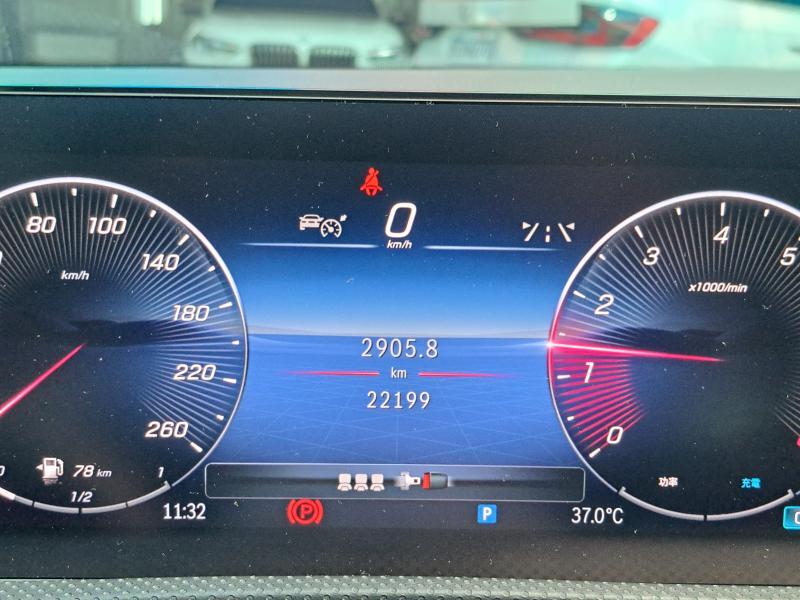 80 100 140 180 220 260
km/h
0
km/h
2905.8
km
22199
0 1 2 3 4 5
x1000/min
78 km
0 1/2 1
11:32
P
P
37.0°C
功率 充電